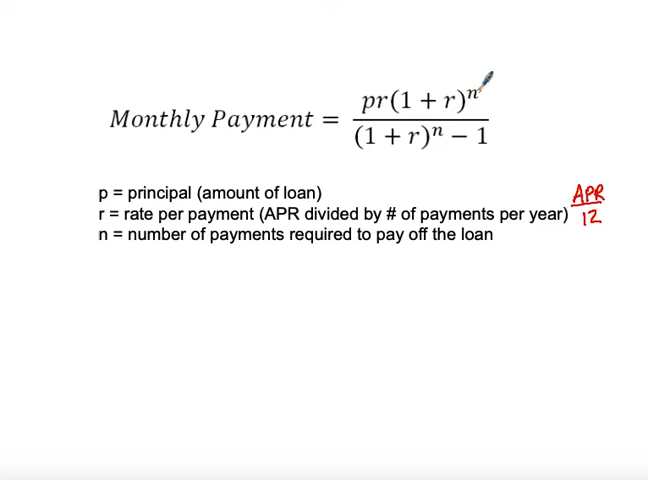 Monthly Payment = pr(1 + r)^n / (1 + r)^n − 1
p = principal (amount of loan)
r = rate per payment (APR divided by # of payments per year) APR/12
n = number of payments required to pay off the loan